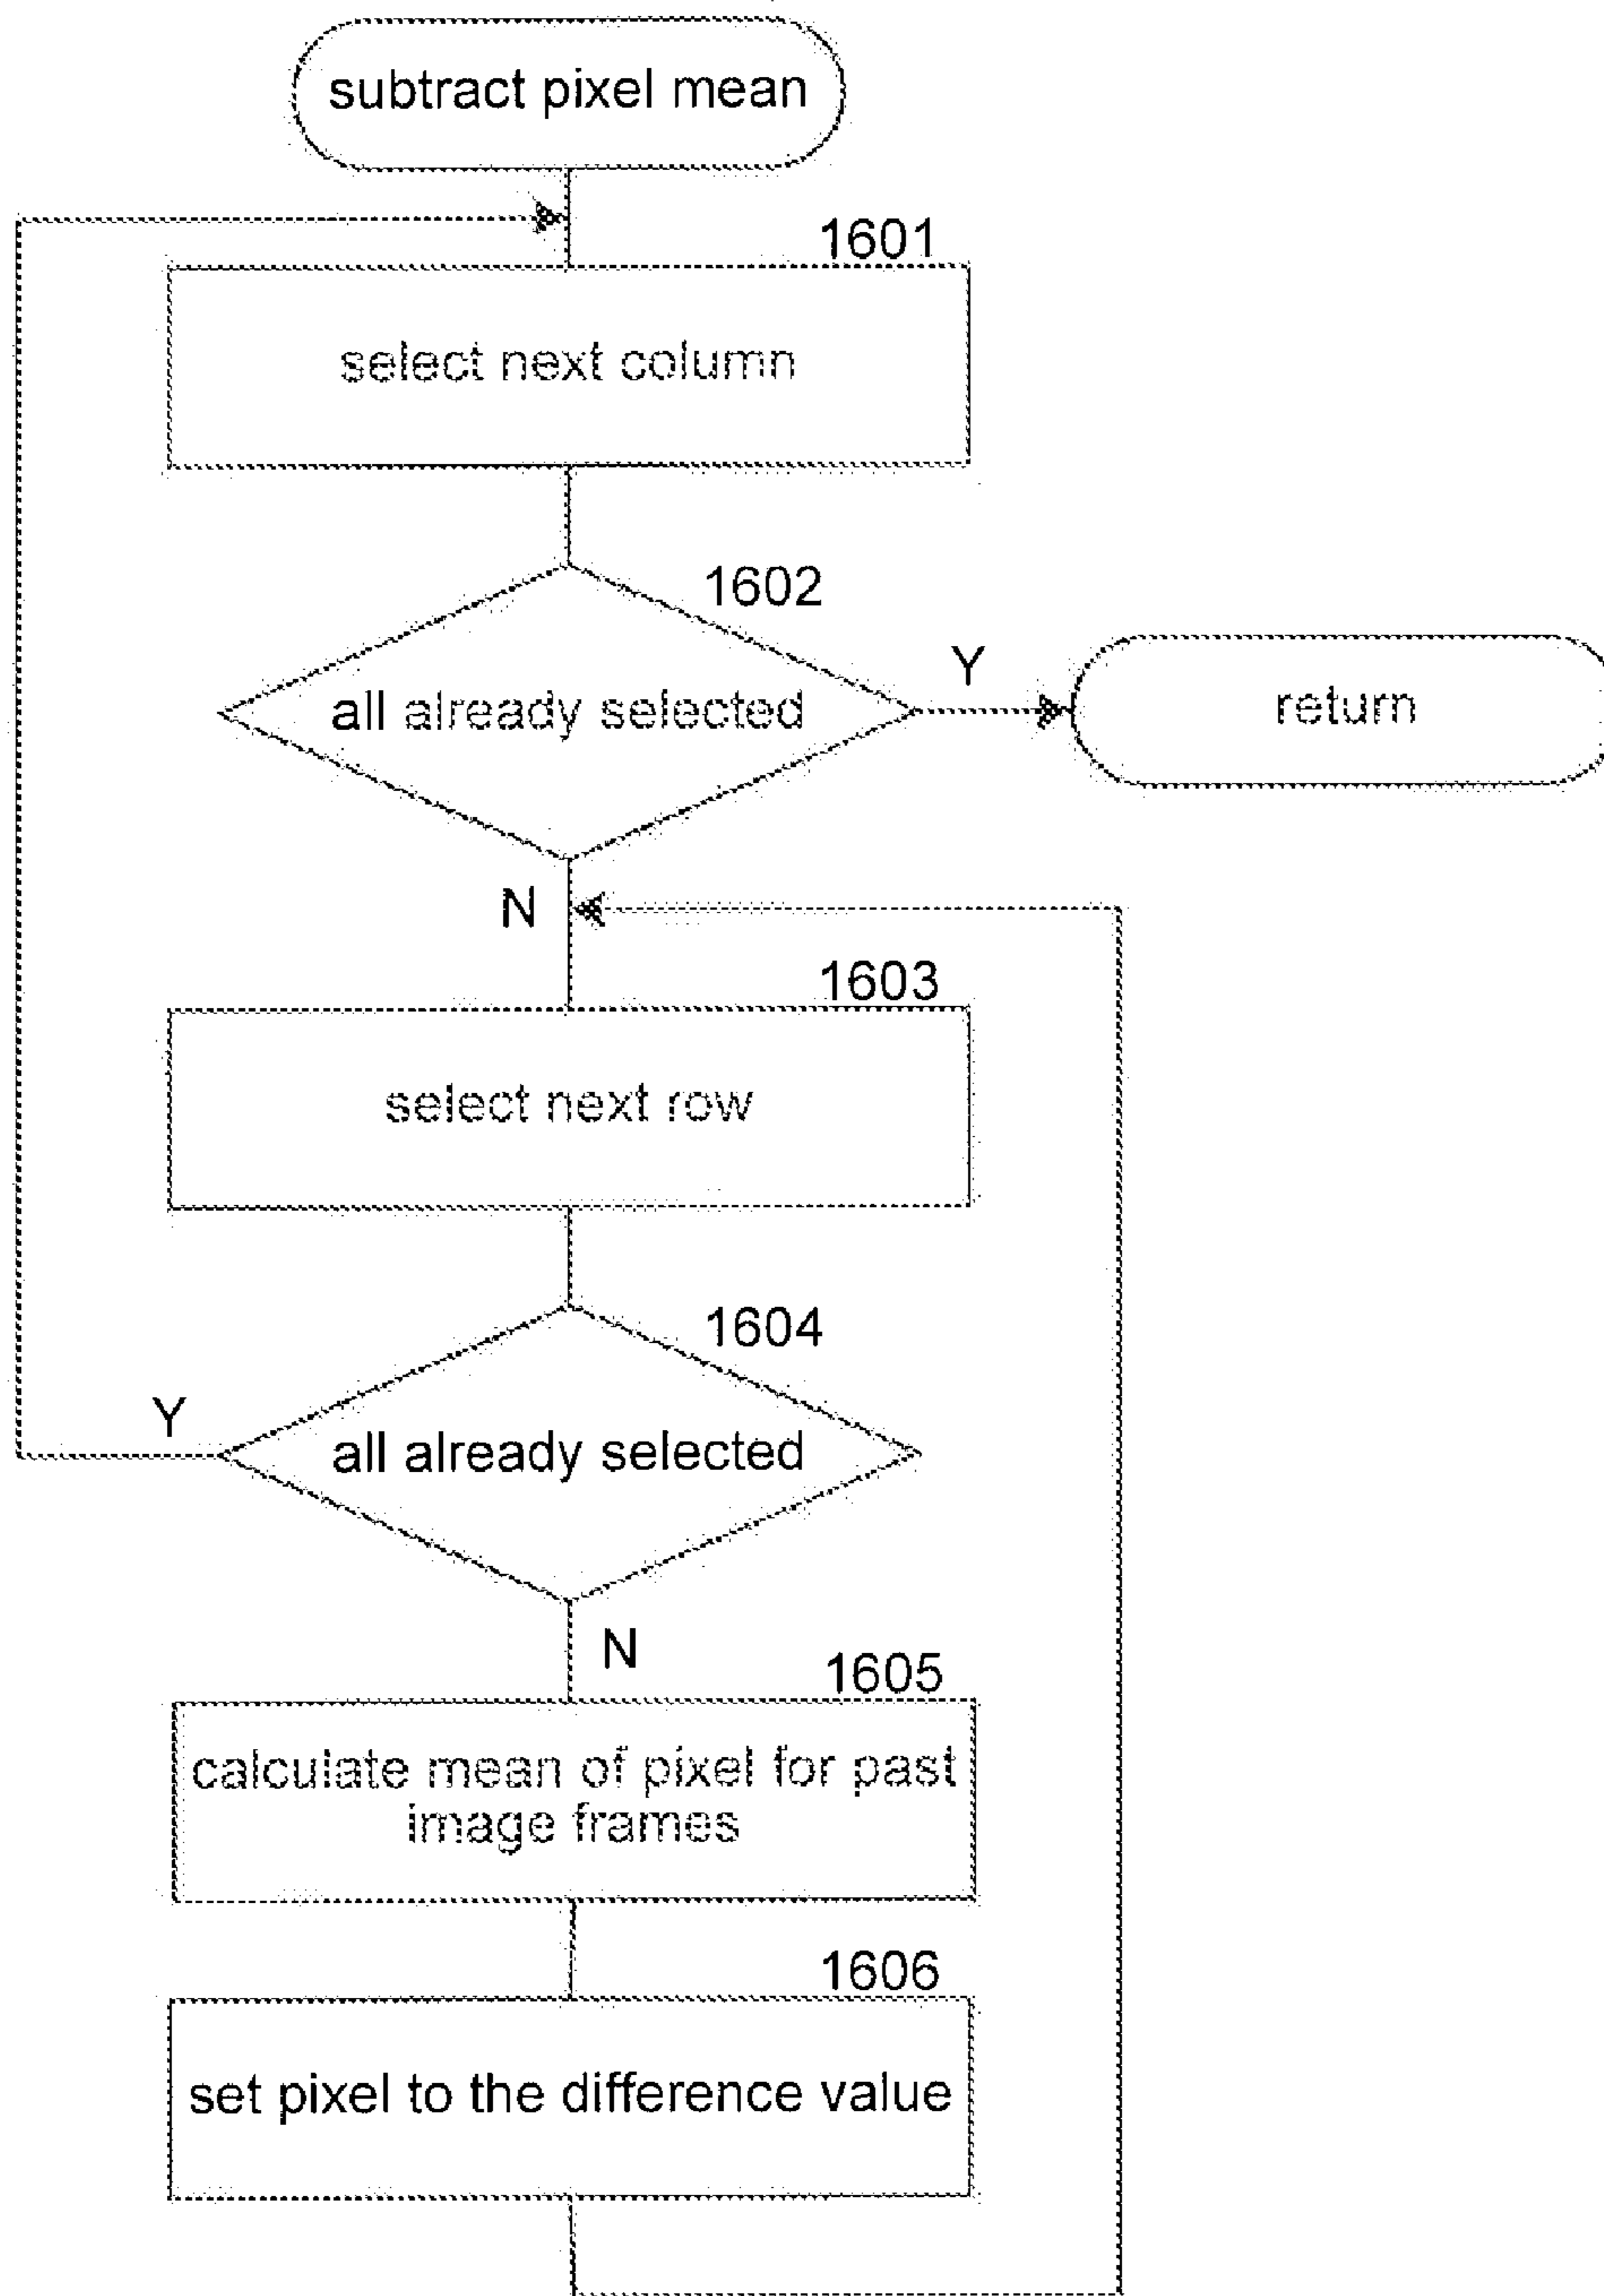 subtract pixel mean
1601
select next column
1602
all already selected
Y
return
N
1603
select next row
1604
Y
all already selected
N
1605
calculate mean of pixel for past
image frames
1606
set pixel to the difference value